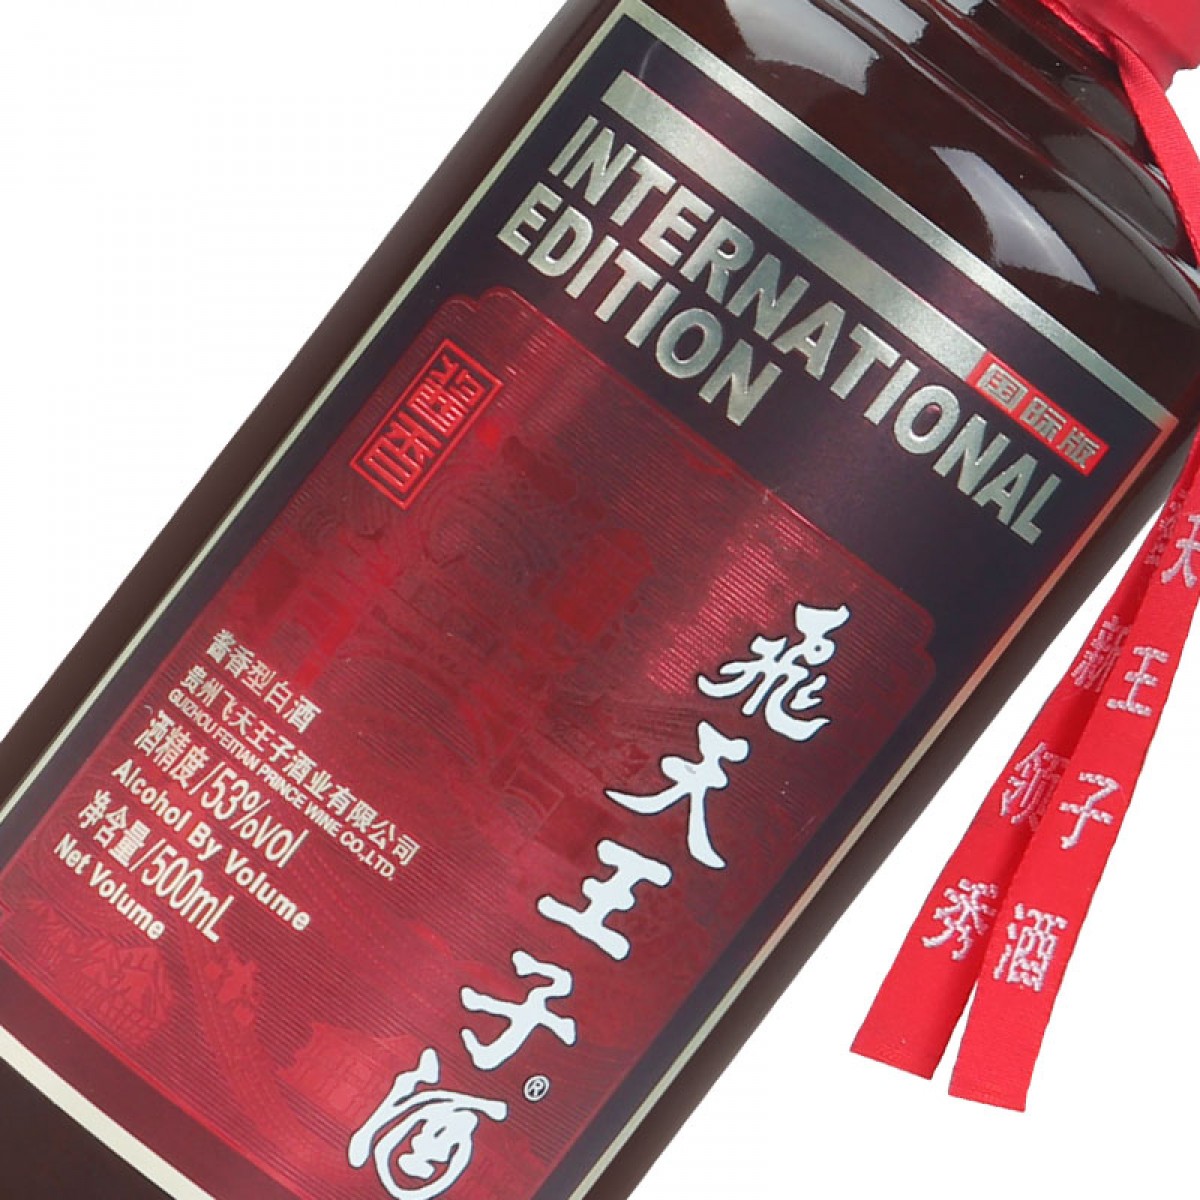 INTERNATIONAL
EDITION
国际版
飛天王子酒®
酱香型白酒
贵州飞天王子酒业有限公司
GUIZHOU FEITIAN PRINCE WINE CO.,LTD.
酒精度/53%vol
Alcohol By Volume
净含量/500mL
Net Volume
天王子酒
领
秀